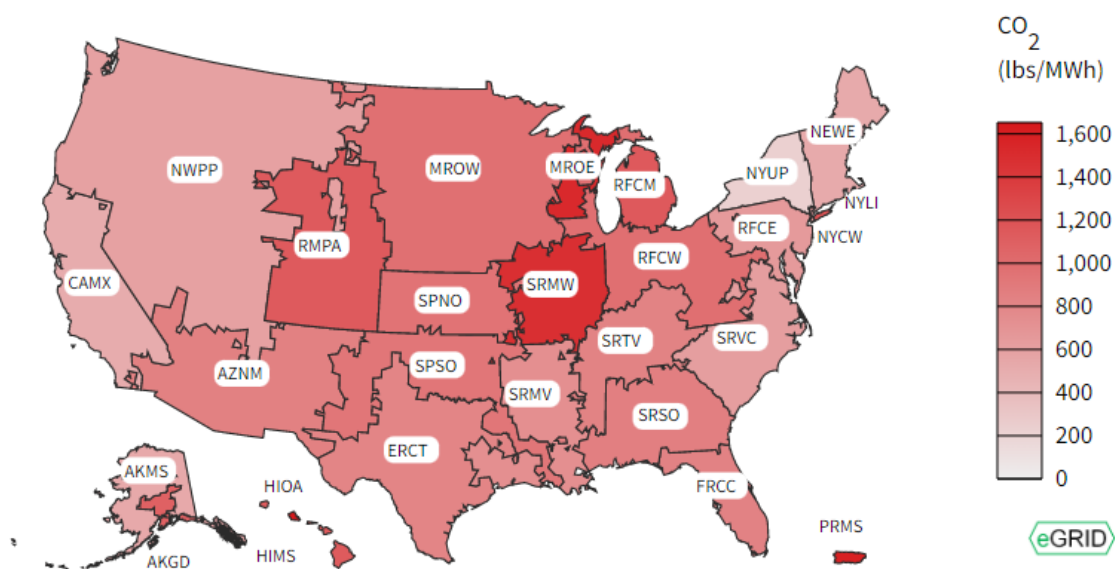 CO2
(lbs/MWh)
1,600
1,400
1,200
1,000
800
600
400
200
0
NEWE
NWPP
MROW
MROE
NYUP
RFCM
NYLI
RFCE
NYCW
RMPA
RFCW
CAMX
SRMW
SPNO
SRTV
SRVC
AZNM
SPSO
SRMV
SRSO
ERCT
AKMS
HIOA
FRCC
PRMS
HIMS
AKGD
eGRID